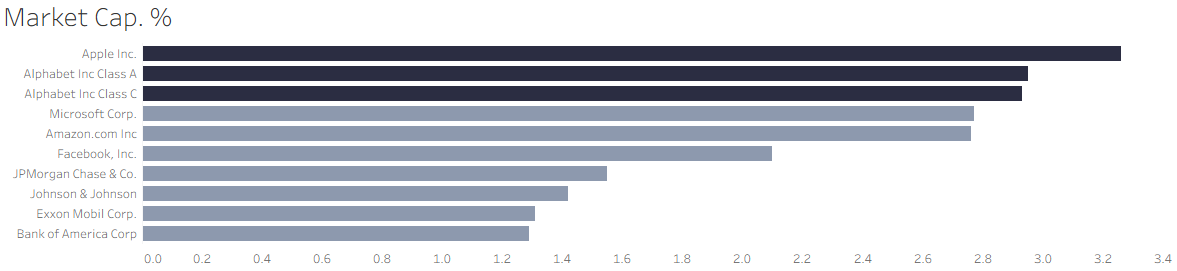 Market Cap. %
Apple Inc.
Alphabet Inc Class A
Alphabet Inc Class C
Microsoft Corp.
Amazon.com Inc
Facebook, Inc.
JPMorgan Chase & Co.
Johnson & Johnson
Exxon Mobil Corp.
Bank of America Corp
0.0 0.2 0.4 0.6 0.8 1.0 1.2 1.4 1.6 1.8 2.0 2.2 2.4 2.6 2.8 3.0 3.2 3.4